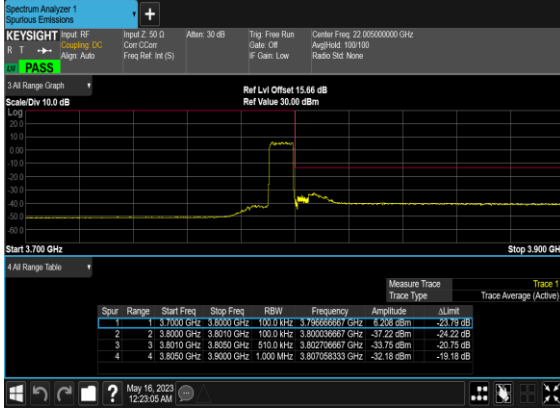 Spectrum Analyzer 1
Spurious Emissions
+
KEYSIGHT Input: RF Input Z: 50 Ω Atten: 30 dB Trig: Free Run Center Freq: 22.005000000 GHz
R T Coupling: DC Corr CCorr Gate: Off Avg|Hold: 100/100
Align: Auto Freq Ref: Int (S) IF Gain: Low Radio Std: None
LXI PASS
3.All Range Graph Ref Lvl Offset 15.66 dB
Scale/Div 10.0 dB Ref Value 30.00 dBm
Log
20.0
10.0
0.00
-10.0
-20.0
-30.0
-40.0
-50.0
-60.0
Start 3.700 GHz Stop 3.900 GH
4.All Range Table
Measure Trace Trace 1
Trace Type Trace Average (Active)
Spur Range Start Freq Stop Freq RBW Frequency Amplitude ΔLimit
1 1 3.7000 GHz 3.8000 GHz 100.0 kHz 3.796666667 GHz 6.208 dBm -23.79 dB
2 2 3.8000 GHz 3.8010 GHz 100.0 kHz 3.800036667 GHz -37.22 dBm -24.22 dB
3 3 3.8010 GHz 3.8050 GHz 510.0 kHz 3.802706667 GHz -33.75 dBm -20.75 dB
4 4 3.8050 GHz 3.9000 GHz 1.000 MHz 3.807058333 GHz -32.18 dBm -19.18 dB
? May 16, 2023
12:23:05 AM